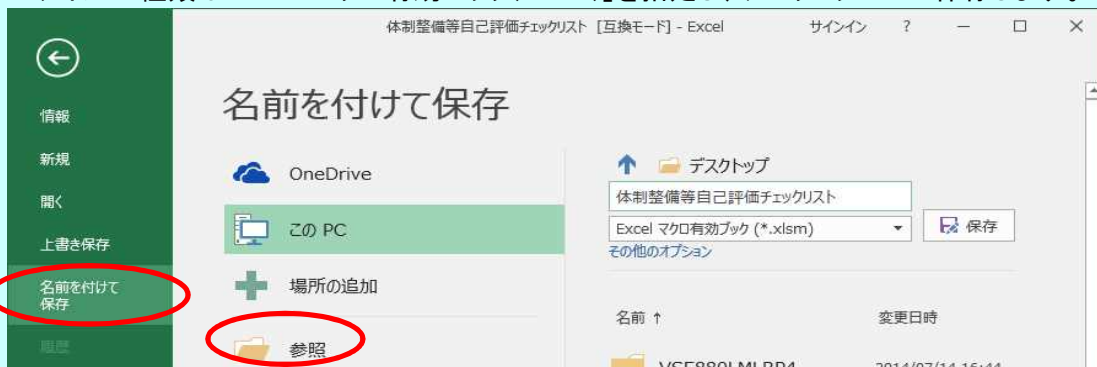 体制整備等自己評価チェックリスト [互換モード] - Excel サインイン ?
名前を付けて保存
情報
新規
開く
上書き保存
名前を付けて
保存
履歴
OneDrive
この PC
場所の追加
参照
デスクトップ
体制整備等自己評価チェックリスト
Excel マクロ有効ブック (*.xlsm)
保存
その他のオプション
名前 ↑ 変更日時